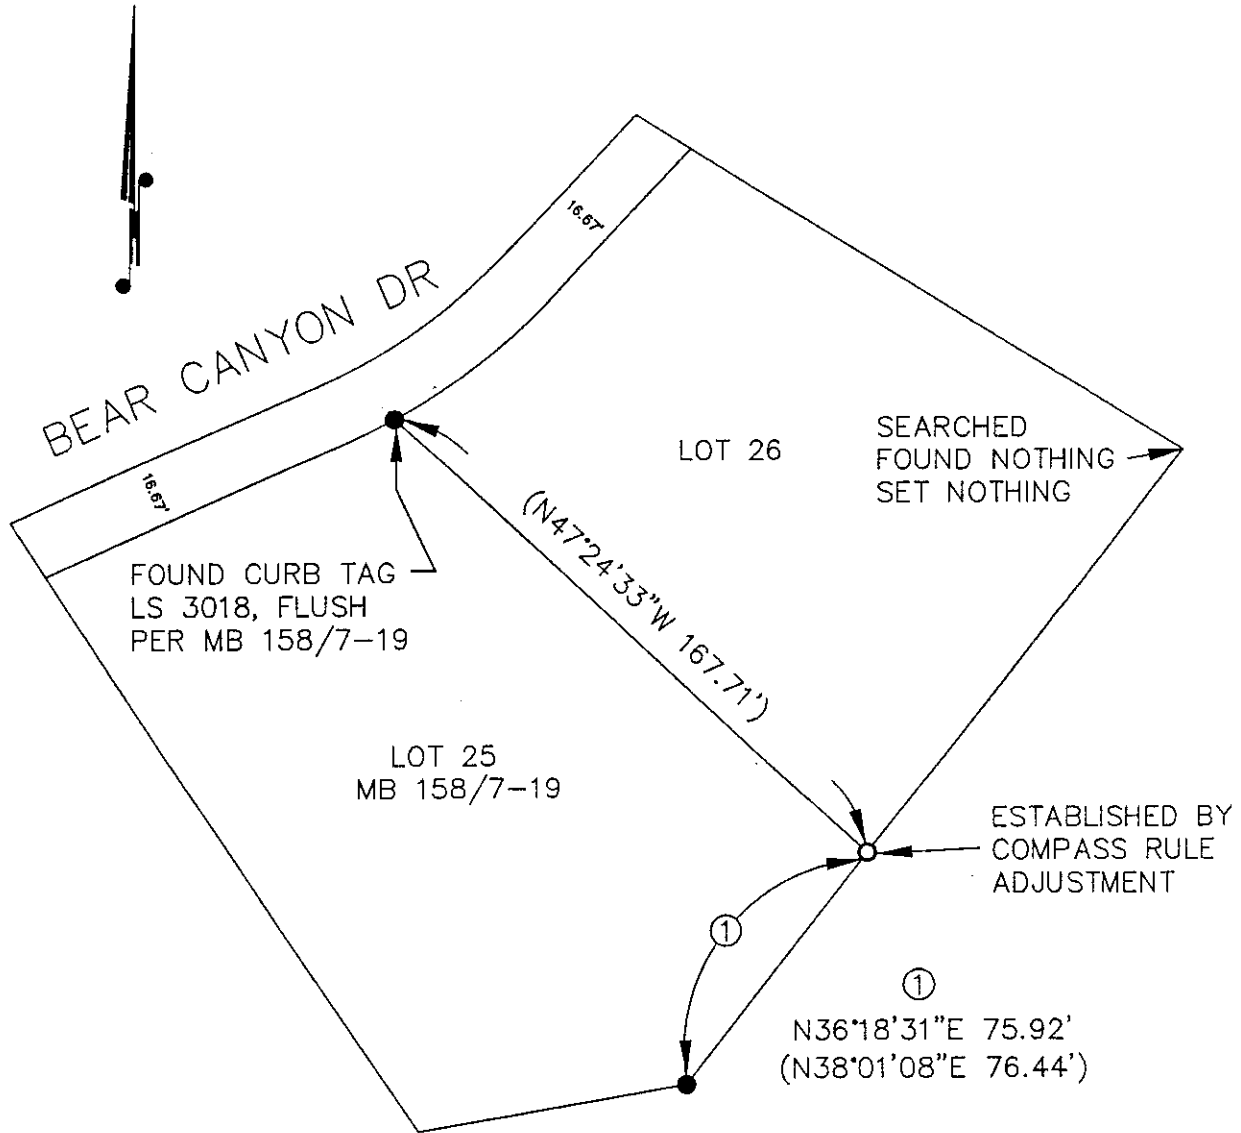 BEAR CANYON DR
16.67'
16.67'
LOT 26
SEARCHED
FOUND NOTHING
SET NOTHING
(N47°24'33"W 167.71')
FOUND CURB TAG
LS 3018, FLUSH
PER MB 158/7-19
LOT 25
MB 158/7-19
ESTABLISHED BY
COMPASS RULE
ADJUSTMENT
1
1
N36°18'31"E 75.92'
(N38°01'08"E 76.44')